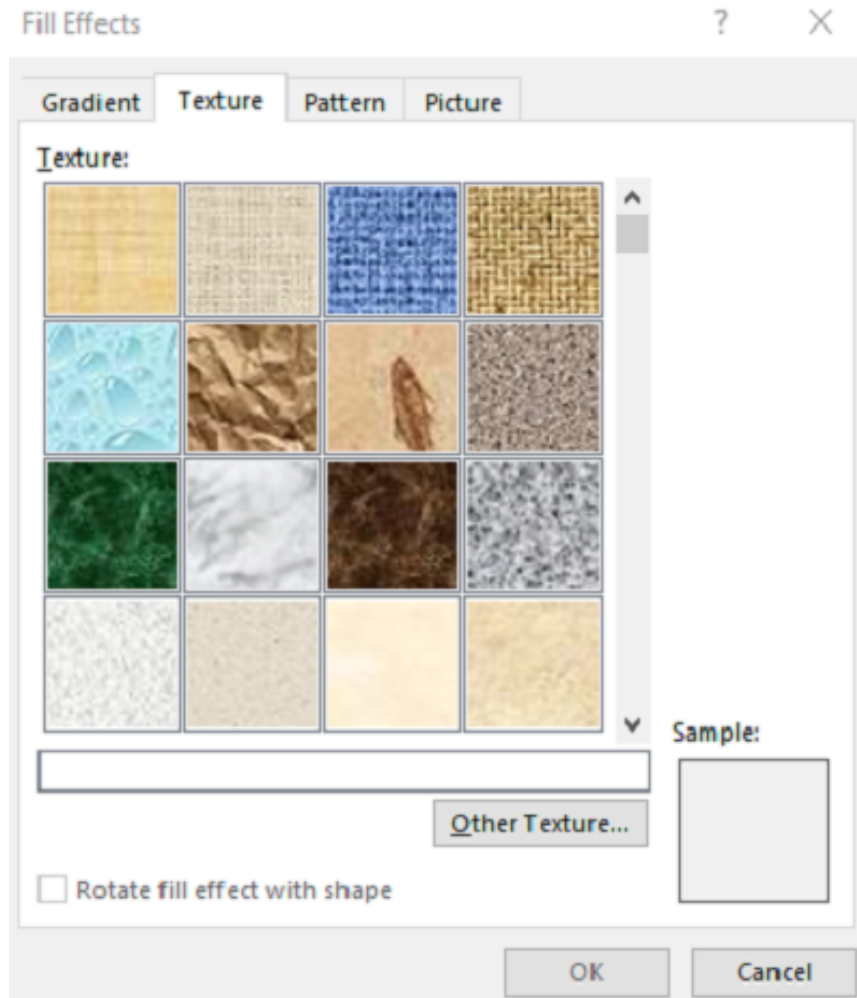 Fill Effects ? ×
Gradient Texture Pattern Picture
Texture:
Sample:
Other Texture...
Rotate fill effect with shape
OK Cancel